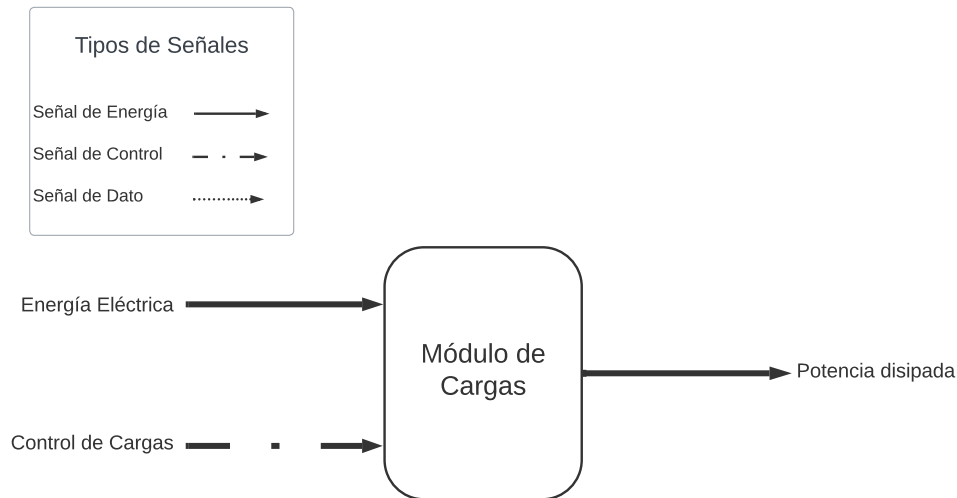 Tipos de Señales
Señal de Energía
Señal de Control
Señal de Dato
Energía Eléctrica
Módulo de
Cargas
Potencia disipada
Control de Cargas